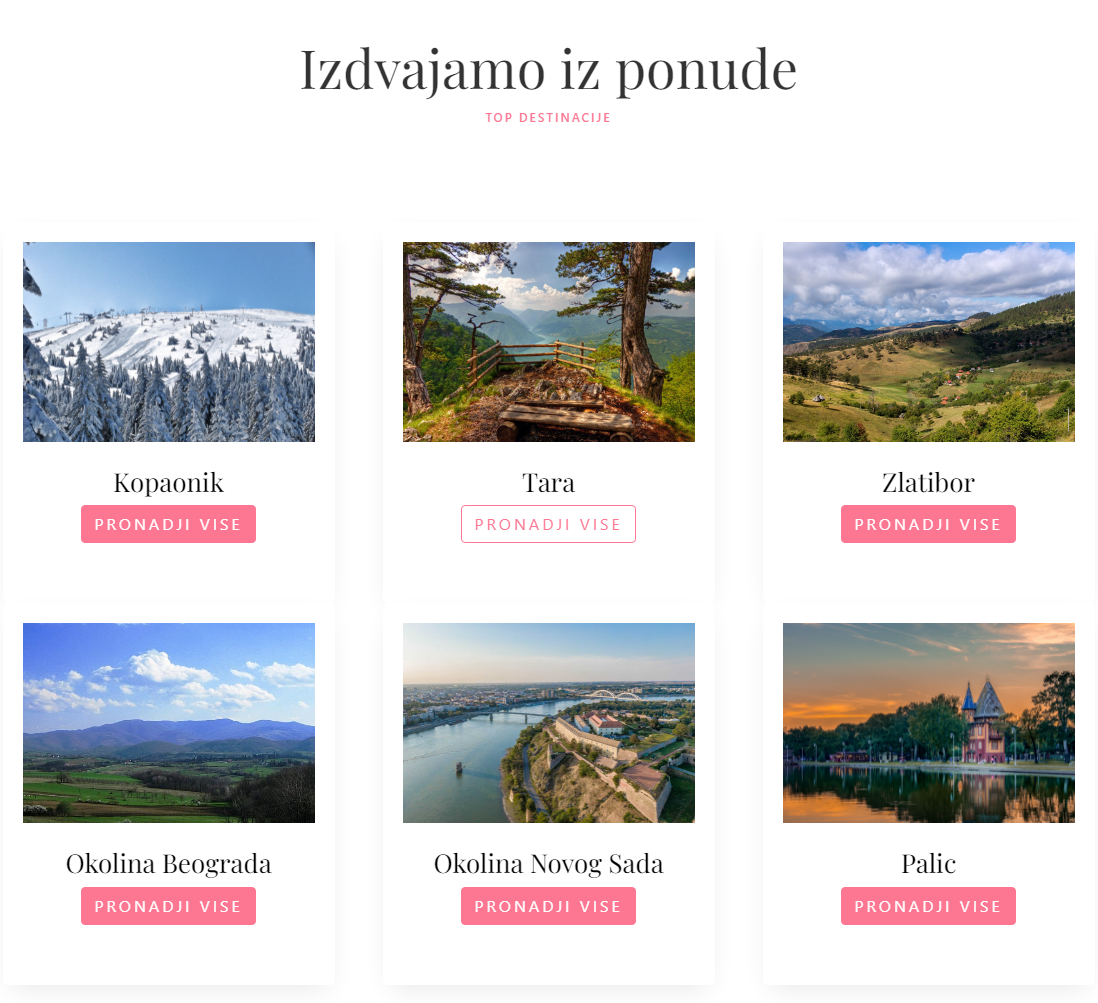 Izdvajamo iz ponude
TOP DESTINACIJE
Kopaonik
PRONADJI VISE
Tara
PRONADJI VISE
Zlatibor
PRONADJI VISE
Okolina Beograda
PRONADJI VISE
Okolina Novog Sada
PRONADJI VISE
Palic
PRONADJI VISE